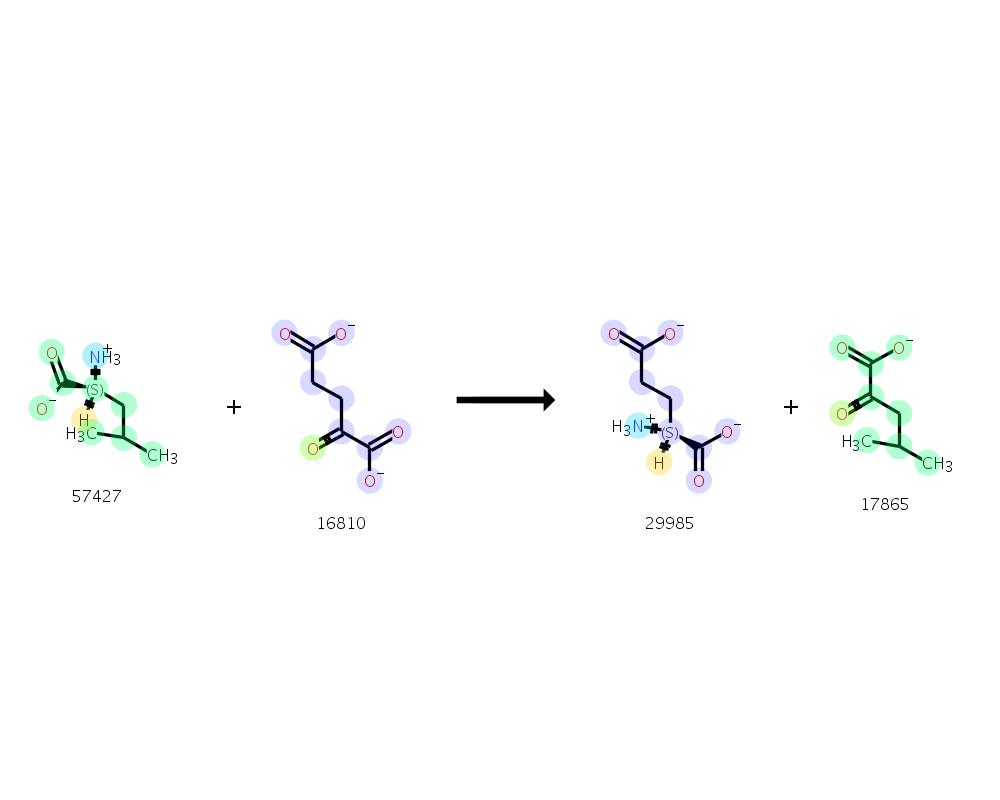 O NH3+ (S) O- H H3C CH3
57427
+
O O- O O O-
16810
O O- H3N+ (S) O- H O
29985
+
O O- O H3C CH3
17865